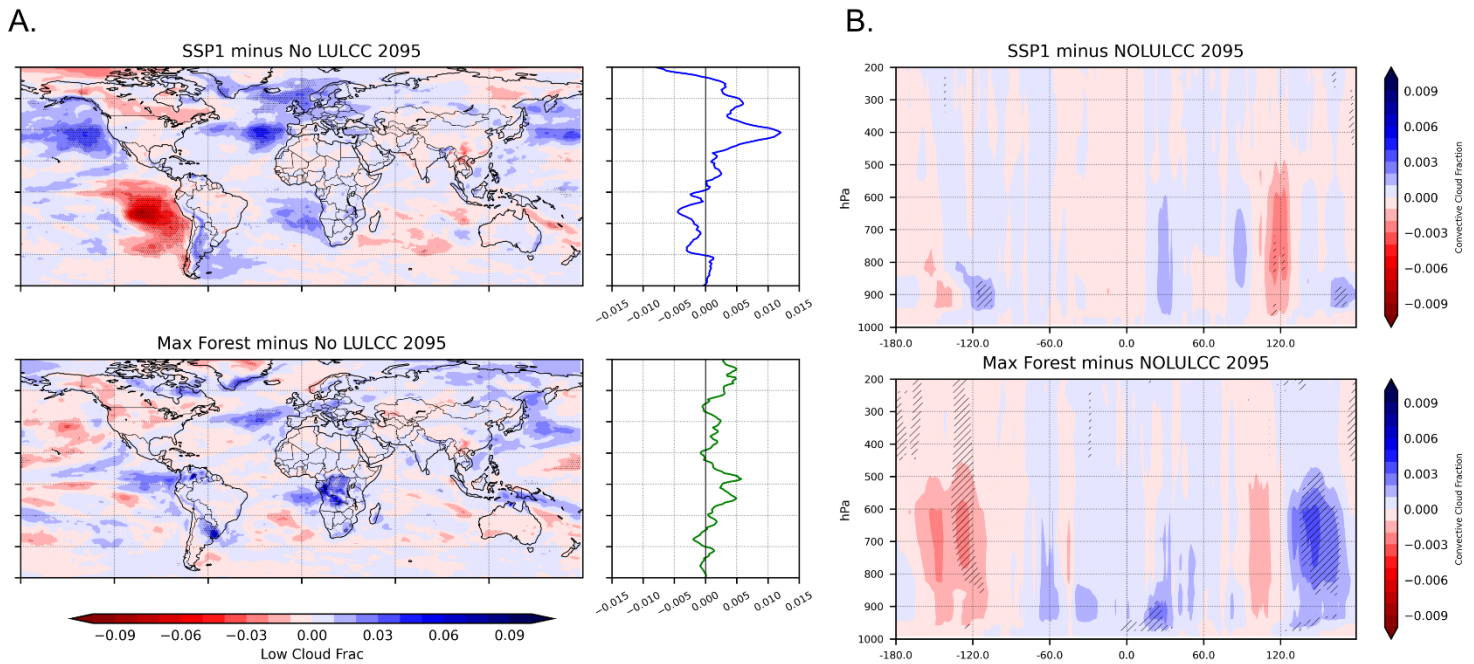 A.
SSP1 minus No LULCC 2095
−0.015 −0.010 −0.005 0.000 0.005 0.010 0.015
Max Forest minus No LULCC 2095
−0.015 −0.010 −0.005 0.000 0.005 0.010 0.015
−0.09 −0.06 −0.03 0.00 0.03 0.06 0.09
Low Cloud Frac
B.
SSP1 minus NOLULCC 2095
200
300
400
500
600
700
800
900
1000
hPa
-180.0 -120.0 -60.0 0.0 60.0 120.0
0.009
0.006
0.003
0.000
−0.003
−0.006
−0.009
Convective Cloud Fraction
Max Forest minus NOLULCC 2095
200
300
400
500
600
700
800
900
1000
hPa
-180.0 -120.0 -60.0 0.0 60.0 120.0
0.009
0.006
0.003
0.000
−0.003
−0.006
−0.009
Convective Cloud Fraction